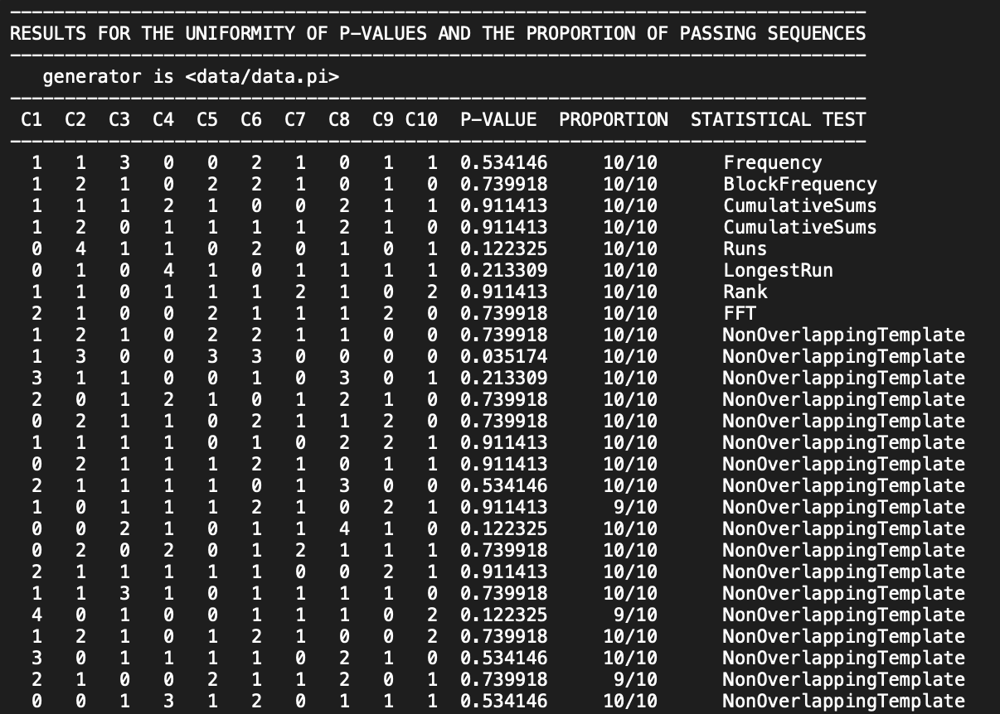 ------------------------------------------------------------------------------
RESULTS FOR THE UNIFORMITY OF P-VALUES AND THE PROPORTION OF PASSING SEQUENCES
------------------------------------------------------------------------------
   generator is <data/data.pi>
------------------------------------------------------------------------------
 C1  C2  C3  C4  C5  C6  C7  C8  C9 C10  P-VALUE  PROPORTION  STATISTICAL TEST
------------------------------------------------------------------------------
  1   1   3   0   0   2   1   0   1   1  0.534146     10/10      Frequency
  1   2   1   0   2   2   1   0   1   0  0.739918     10/10      BlockFrequency
  1   1   1   2   1   0   0   2   1   1  0.911413     10/10      CumulativeSums
  1   2   0   1   1   1   1   2   1   0  0.911413     10/10      CumulativeSums
  0   4   1   1   0   2   0   1   0   1  0.122325     10/10      Runs
  0   1   0   4   1   0   1   1   1   1  0.213309     10/10      LongestRun
  1   1   0   1   1   1   2   1   0   2  0.911413     10/10      Rank
  2   1   0   0   2   1   1   1   2   0  0.739918     10/10      FFT
  1   2   1   0   2   2   1   1   0   0  0.739918     10/10      NonOverlappingTemplate
  1   3   0   0   3   3   0   0   0   0  0.035174     10/10      NonOverlappingTemplate
  3   1   1   0   0   1   0   3   0   1  0.213309     10/10      NonOverlappingTemplate
  2   0   1   2   1   0   1   2   1   0  0.739918     10/10      NonOverlappingTemplate
  0   2   1   1   0   2   1   1   2   0  0.739918     10/10      NonOverlappingTemplate
  1   1   1   1   0   1   0   2   2   1  0.911413     10/10      NonOverlappingTemplate
  0   2   1   1   1   2   1   0   1   1  0.911413     10/10      NonOverlappingTemplate
  2   1   1   1   1   0   1   3   0   0  0.534146     10/10      NonOverlappingTemplate
  1   0   1   1   1   2   1   0   2   1  0.911413      9/10      NonOverlappingTemplate
  0   0   2   1   0   1   1   4   1   0  0.122325     10/10      NonOverlappingTemplate
  0   2   0   2   0   1   2   1   1   1  0.739918     10/10      NonOverlappingTemplate
  2   1   1   1   1   1   0   0   2   1  0.911413     10/10      NonOverlappingTemplate
  1   1   3   1   0   1   1   1   1   0  0.739918     10/10      NonOverlappingTemplate
  4   0   1   0   0   1   1   1   0   2  0.122325      9/10      NonOverlappingTemplate
  1   2   1   0   1   2   1   0   0   2  0.739918     10/10      NonOverlappingTemplate
  3   0   1   1   1   1   0   2   1   0  0.534146     10/10      NonOverlappingTemplate
  2   1   0   0   2   1   1   2   0   1  0.739918      9/10      NonOverlappingTemplate
  0   0   1   3   1   2   0   1   1   1  0.534146     10/10      NonOverlappingTemplate